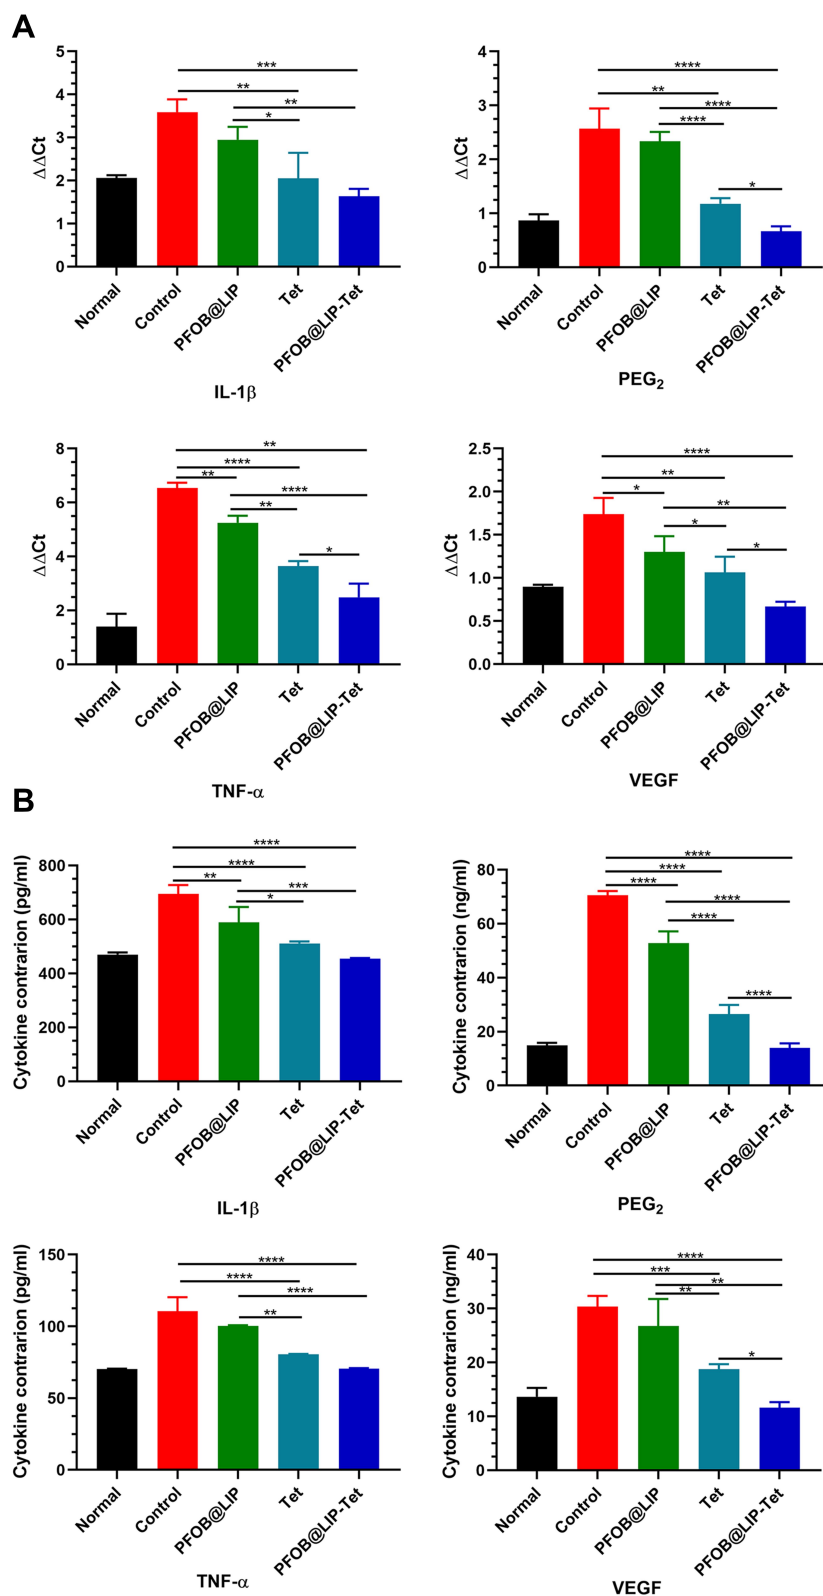 A
5
4
3
2
1
0
ΔΔCt
***
**
**
*
Normal
Control
PFOB@LIP
Tet
PFOB@LIP-Tet
IL-1β
4
3
2
1
0
ΔΔCt
****
**
****
****
*
Normal
Control
PFOB@LIP
Tet
PFOB@LIP-Tet
PEG₂
8
6
4
2
0
ΔΔCt
**
****
**
****
**
*
Normal
Control
PFOB@LIP
Tet
PFOB@LIP-Tet
TNF-α
2.5
2.0
1.5
1.0
0.5
0.0
ΔΔCt
****
**
*
**
*
*
Normal
Control
PFOB@LIP
Tet
PFOB@LIP-Tet
VEGF
B
800
600
400
200
0
Cytokine contrarion (pg/ml)
****
****
**
***
*
Normal
Control
PFOB@LIP
Tet
PFOB@LIP-Tet
IL-1β
80
60
40
20
0
Cytokine contrarion (ng/ml)
****
****
****
****
****
****
Normal
Control
PFOB@LIP
Tet
PFOB@LIP-Tet
PEG₂
150
100
50
0
Cytokine contrarion (pg/ml)
****
****
****
**
Normal
Control
PFOB@LIP
Tet
PFOB@LIP-Tet
TNF-α
40
30
20
10
0
Cytokine contrarion (ng/ml)
****
***
**
**
*
Normal
Control
PFOB@LIP
Tet
PFOB@LIP-Tet
VEGF